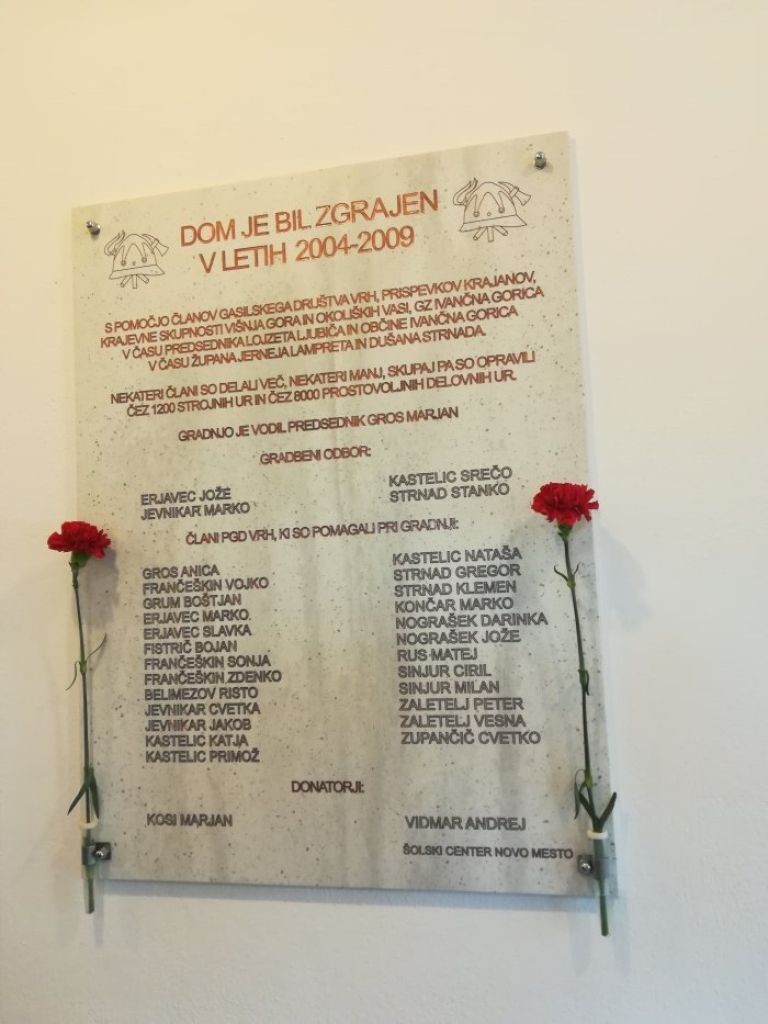 DOM JE BIL ZGRAJEN
V LETIH 2004-2009
S POMOČJO ČLANOV GASILSKEGA DRUŠTVA VRH, PRISPEVKOV KRAJANOV,
KRAJEVNE SKUPNOSTI VIŠNJA GORA IN OKOLIŠKIH VASI, GZ IVANČNA GORICA
V ČASU PREDSEDNIKA LOJZETA LJUBIČA IN OBČINE IVANČNA GORICA
V ČASU ŽUPANA JERNEJA LAMPRETA IN DUŠANA STRNADA.
NEKATERI ČLANI SO DELALI VEČ, NEKATERI MANJ, SKUPAJ PA SO OPRAVILI
ČEZ 1200 STROJNIH UR IN ČEZ 8000 PROSTOVOLJNIH DELOVNIH UR.
GRADNJO JE VODIL PREDSEDNIK GROS MARJAN
GRADBENI ODBOR:
ERJAVEC JOŽE
JEVNIKAR MARKO
KASTELIC SREČO
STRNAD STANKO
ČLANI PGD VRH, KI SO POMAGALI PRI GRADNJI:
GROS ANICA
FRANČEŠKIN VOJKO
GRUM BOŠTJAN
ERJAVEC MARKO.
ERJAVEC SLAVKA
FISTRIČ BOJAN
FRANČEŠKIN SONJA
FRANČEŠKIN ZDENKO
BELIMEZOV RISTO
JEVNIKAR CVETKA
JEVNIKAR JAKOB
KASTELIC KATJA
KASTELIC PRIMOŽ
KASTELIC NATAŠA
STRNAD GREGOR
STRNAD KLEMEN
KONČAR MARKO
NOGRAŠEK DARINKA
NOGRAŠEK JOŽE
RUS MATEJ
SINJUR CIRIL
SINJUR MILAN
ZALETELJ PETER
ZALETELJ VESNA
ZUPANČIČ CVETKO
DONATORJI:
KOSI MARJAN
VIDMAR ANDREJ
ŠOLSKI CENTER NOVO MESTO